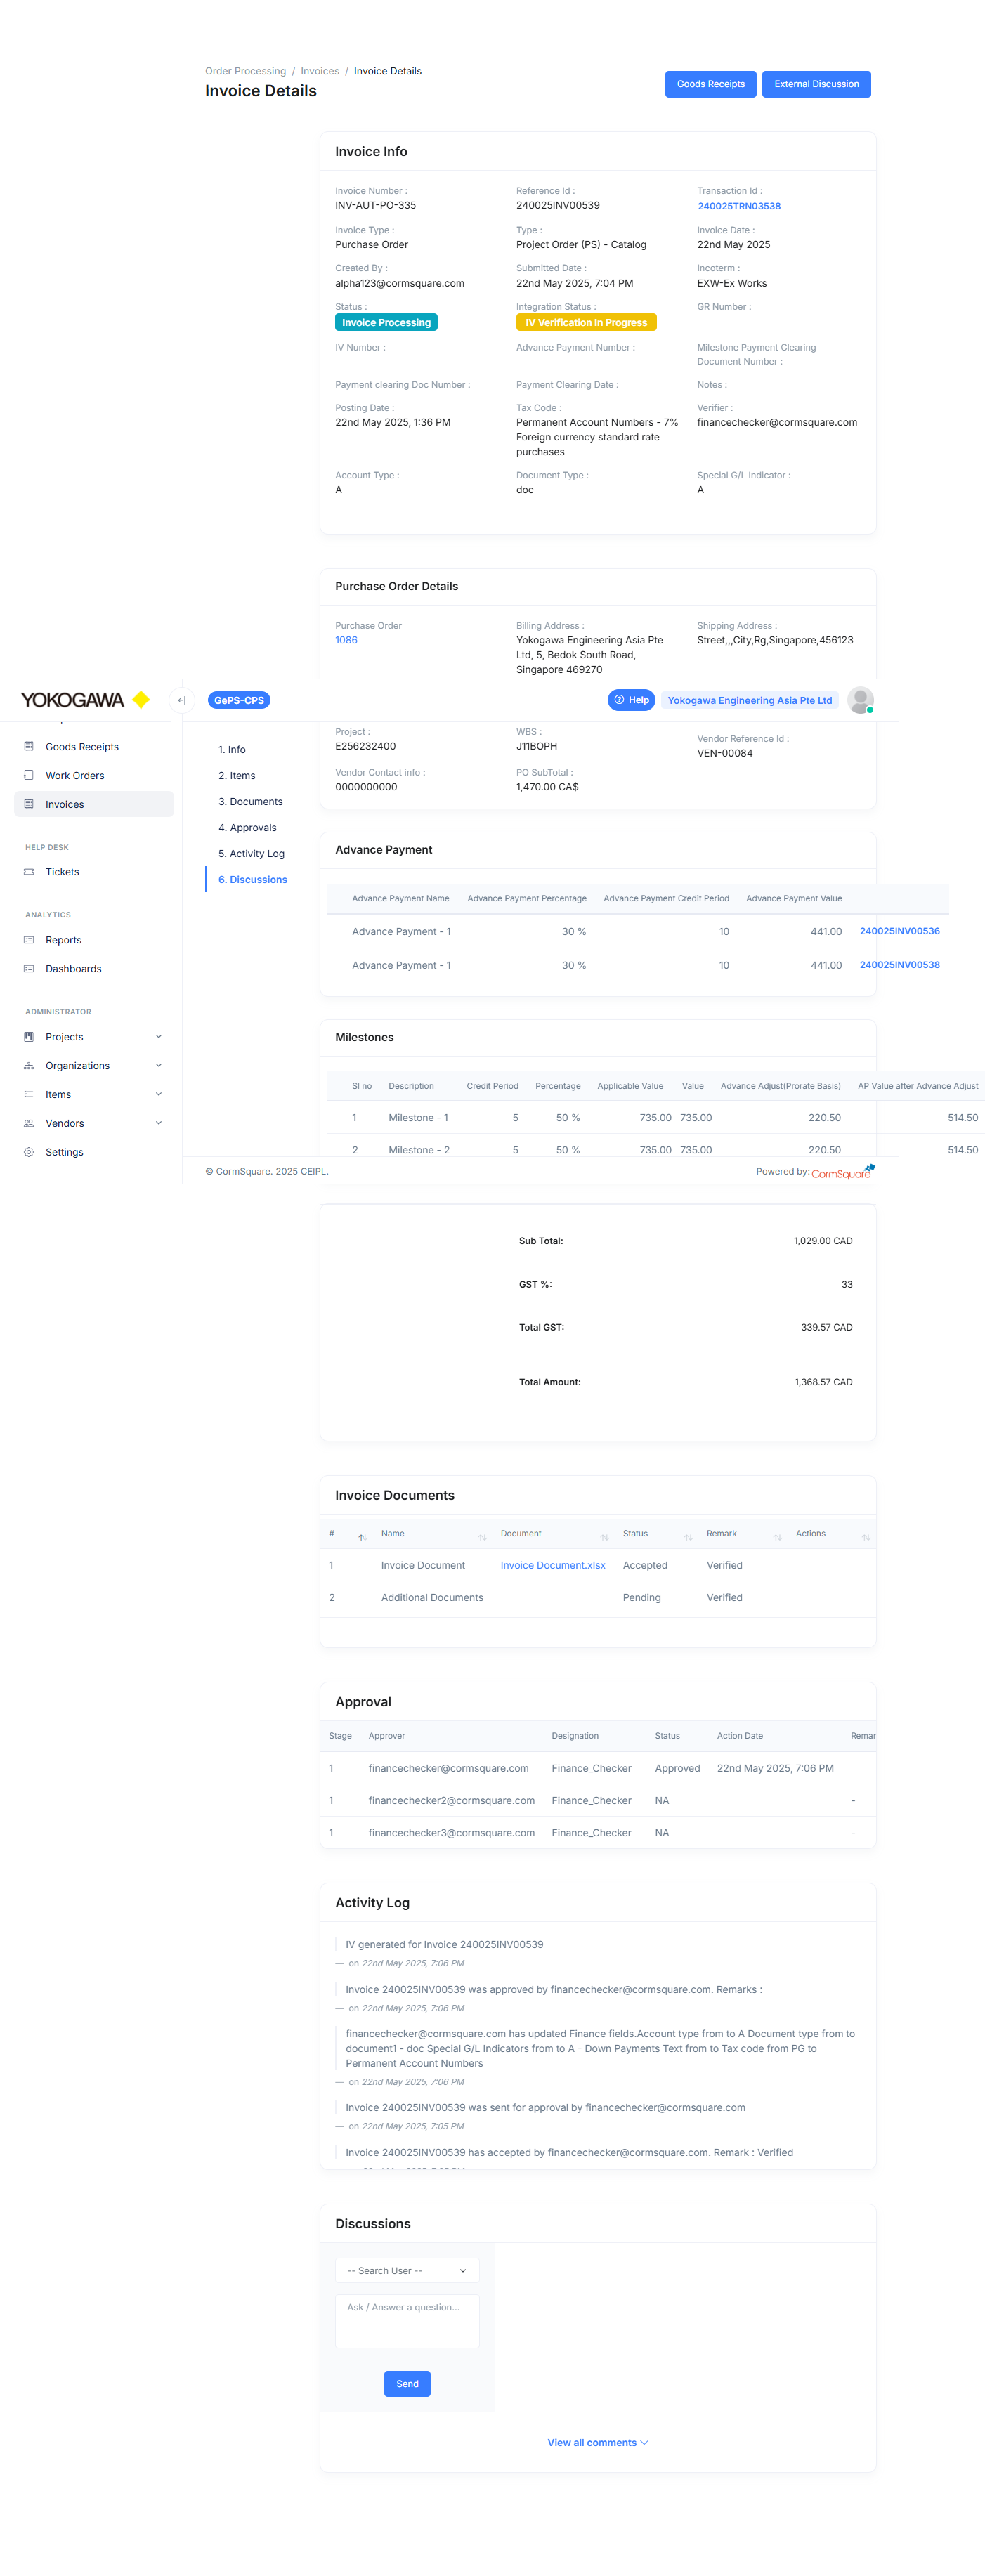 Order Processing / Invoices / Invoice Details
Invoice Details
Goods Receipts
External Discussion
Invoice Info
Invoice Number :
INV-AUT-PO-335
Reference Id :
240025INV00539
Transaction Id :
240025TRN03538
Invoice Type :
Purchase Order
Type :
Project Order (PS) - Catalog
Invoice Date :
22nd May 2025
Created By :
alpha123@cormsquare.com
Submitted Date :
22nd May 2025, 7:04 PM
Incoterm :
EXW-Ex Works
Status :
Invoice Processing
Integration Status :
IV Verification In Progress
GR Number :
IV Number :
Advance Payment Number :
Milestone Payment Clearing
Document Number :
Payment clearing Doc Number :
Payment Clearing Date :
Notes :
Posting Date :
22nd May 2025, 1:36 PM
Tax Code :
Permanent Account Numbers - 7%
Foreign currency standard rate
purchases
Verifier :
financechecker@cormsquare.com
Account Type :
A
Document Type :
doc
Special G/L Indicator :
A
Purchase Order Details
Purchase Order
1086
Billing Address :
Yokogawa Engineering Asia Pte
Ltd, 5, Bedok South Road,
Singapore 469270
Shipping Address :
Street,,,City,Rg,Singapore,456123
YOKOGAWA
GePS-CPS
Help
Yokogawa Engineering Asia Pte Ltd
Goods Receipts
Work Orders
Invoices
HELP DESK
Tickets
ANALYTICS
Reports
Dashboards
ADMINISTRATOR
Projects
Organizations
Items
Vendors
Settings
1. Info
2. Items
3. Documents
4. Approvals
5. Activity Log
6. Discussions
Project :
E256232400
WBS :
J11BOPH
Vendor Reference Id :
VEN-00084
Vendor Contact info :
0000000000
PO SubTotal :
1,470.00 CA$
Advance Payment
Advance Payment Name Advance Payment Percentage Advance Payment Credit Period Advance Payment Value
Advance Payment - 1 30 % 10 441.00 240025INV00536
Advance Payment - 1 30 % 10 441.00 240025INV00538
Milestones
Sl no Description Credit Period Percentage Applicable Value Value Advance Adjust(Prorate Basis) AP Value after Advance Adjust
1 Milestone - 1 5 50 % 735.00 735.00 220.50 514.50
2 Milestone - 2 5 50 % 735.00 735.00 220.50 514.50
© CormSquare. 2025 CEIPL.
Powered by: CormSquare
Sub Total: 1,029.00 CAD
GST %: 33
Total GST: 339.57 CAD
Total Amount: 1,368.57 CAD
Invoice Documents
# Name Document Status Remark Actions
1 Invoice Document Invoice Document.xlsx Accepted Verified
2 Additional Documents Pending Verified
Approval
Stage Approver Designation Status Action Date Remar
1 financechecker@cormsquare.com Finance_Checker Approved 22nd May 2025, 7:06 PM
1 financechecker2@cormsquare.com Finance_Checker NA -
1 financechecker3@cormsquare.com Finance_Checker NA -
Activity Log
IV generated for Invoice 240025INV00539
— on 22nd May 2025, 7:06 PM
Invoice 240025INV00539 was approved by financechecker@cormsquare.com. Remarks :
— on 22nd May 2025, 7:06 PM
financechecker@cormsquare.com has updated Finance fields.Account type from to A Document type from to
document1 - doc Special G/L Indicators from to A - Down Payments Text from to Tax code from PG to
Permanent Account Numbers
— on 22nd May 2025, 7:06 PM
Invoice 240025INV00539 was sent for approval by financechecker@cormsquare.com
— on 22nd May 2025, 7:05 PM
Invoice 240025INV00539 has accepted by financechecker@cormsquare.com. Remark : Verified
Discussions
-- Search User --
Ask / Answer a question...
Send
View all comments